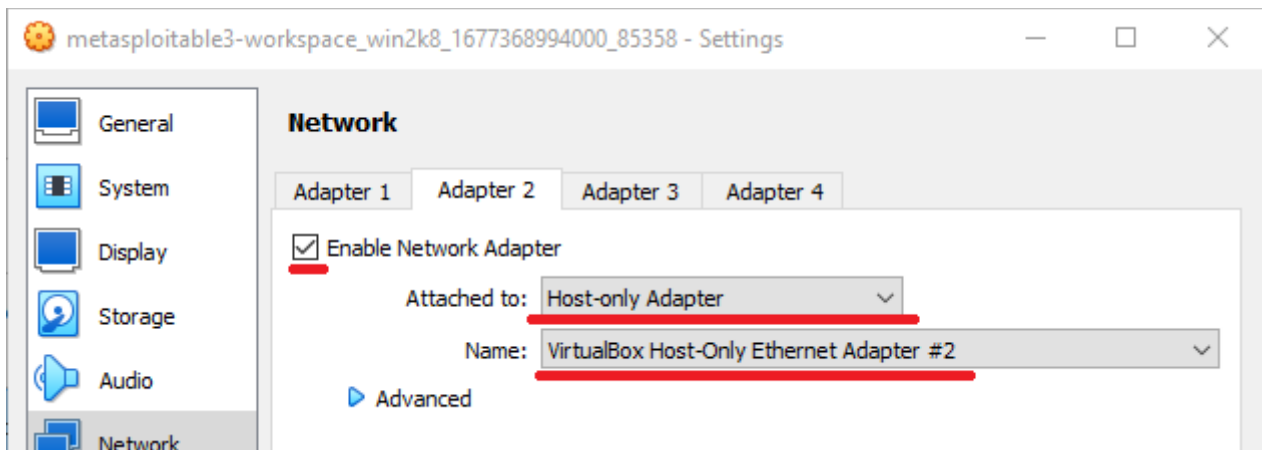 metasploitable3-workspace_win2k8_1677368994000_85358 - Settings
General
System
Display
Storage
Audio
Network
Network
Adapter 1 Adapter 2 Adapter 3 Adapter 4
Enable Network Adapter
Attached to: Host-only Adapter
Name: VirtualBox Host-Only Ethernet Adapter #2
Advanced